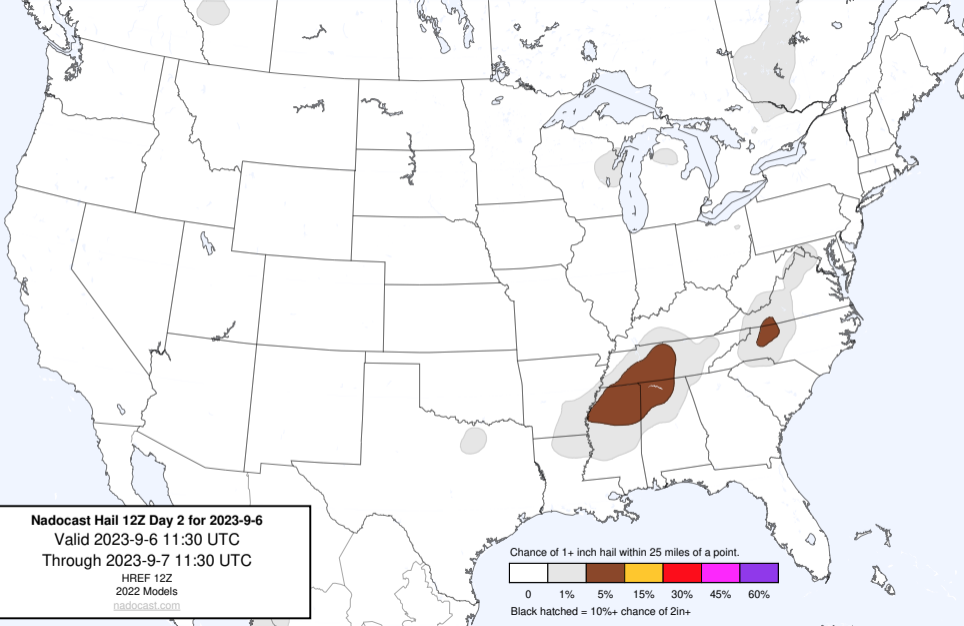 Nadocast Hail 12Z Day 2 for 2023-9-6
Valid 2023-9-6 11:30 UTC
Through 2023-9-7 11:30 UTC
HREF 12Z
2022 Models
nadocast.com
Chance of 1+ inch hail within 25 miles of a point.
0 1% 5% 15% 30% 45% 60%
Black hatched = 10%+ chance of 2in+